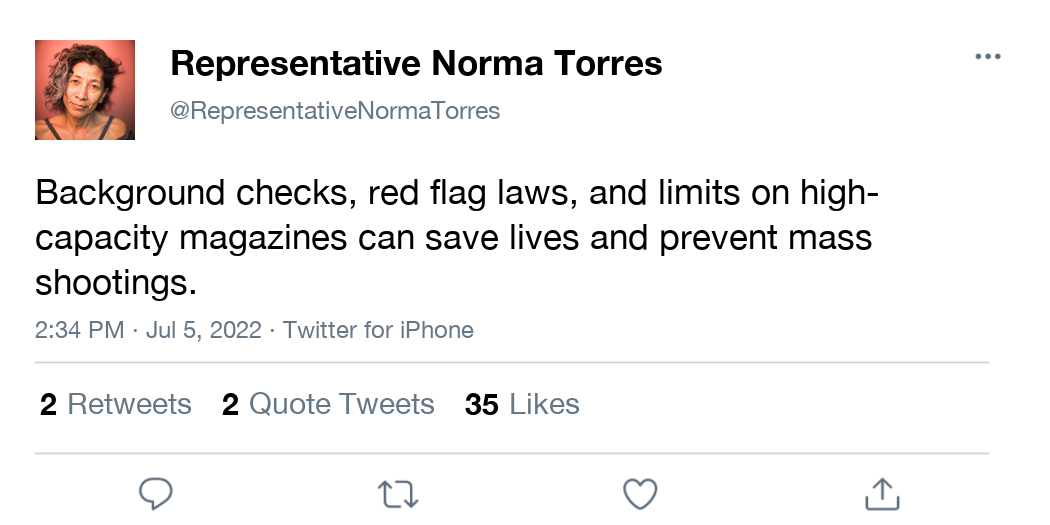 Representative Norma Torres
@RepresentativeNormaTorres
Background checks, red flag laws, and limits on high-
capacity magazines can save lives and prevent mass
shootings.
2:34 PM · Jul 5, 2022 · Twitter for iPhone
2 Retweets 2 Quote Tweets 35 Likes